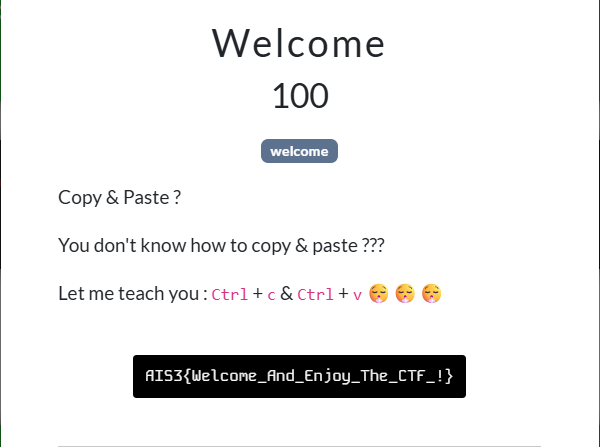 Welcome
100
welcome
Copy & Paste ?
You don't know how to copy & paste ???
Let me teach you : Ctrl + c & Ctrl + v 🥱 🥱 🥱
AIS3{Welcome_And_Enjoy_The_CTF_!}